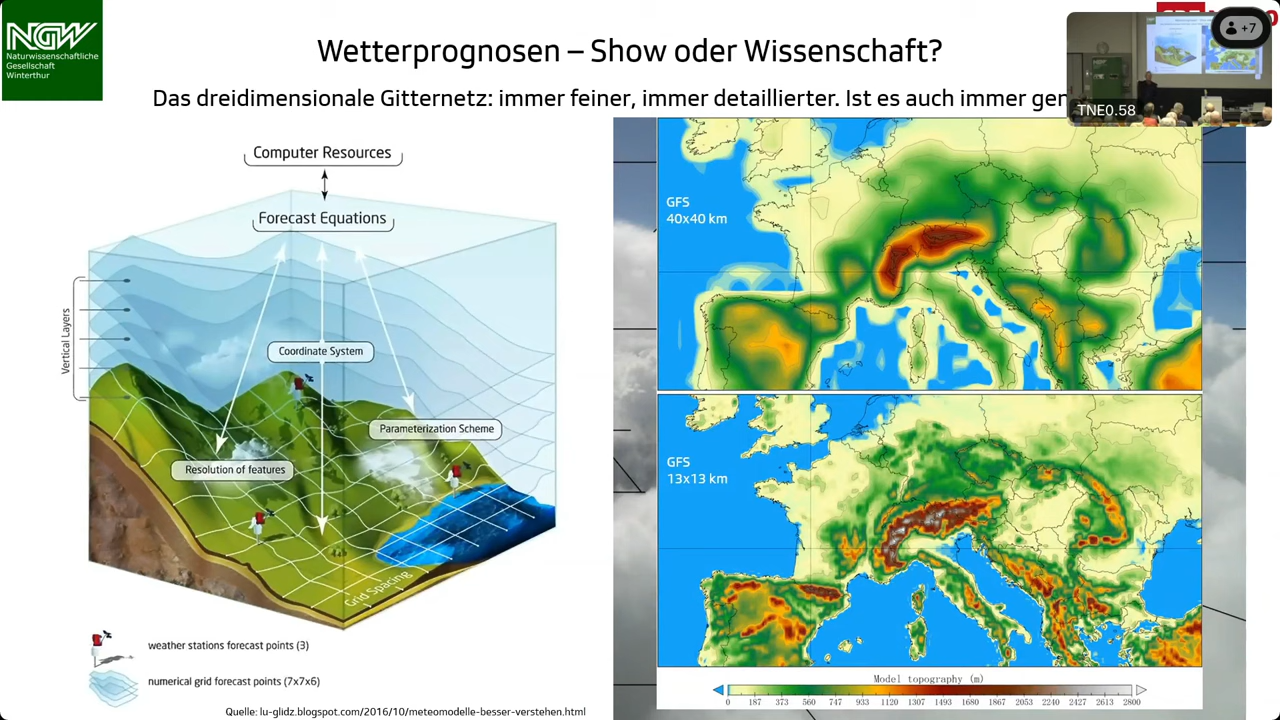 NGW
Naturwissenschaftliche
Gesellschaft
Winterthur
Wetterprognosen – Show oder Wissenschaft?
+7
TNE0.58
Das dreidimensionale Gitternetz: immer feiner, immer detaillierter. Ist es auch immer
Computer Resources
Forecast Equations
Vertical Layers
Coordinate System
Parameterization Scheme
Resolution of features
Grid Spacing
weather stations forecast points (3)
numerical grid forecast points (7x7x6)
Quelle: lu-glidz.blogspot.com/2016/06/meteomodelle-besser-verstehen.html
GFS
40x40 km
GFS
13x13 km
Model topography (m)
0 187 373 560 747 933 1120 1307 1493 1680 1867 2053 2240 2427 2613 2800